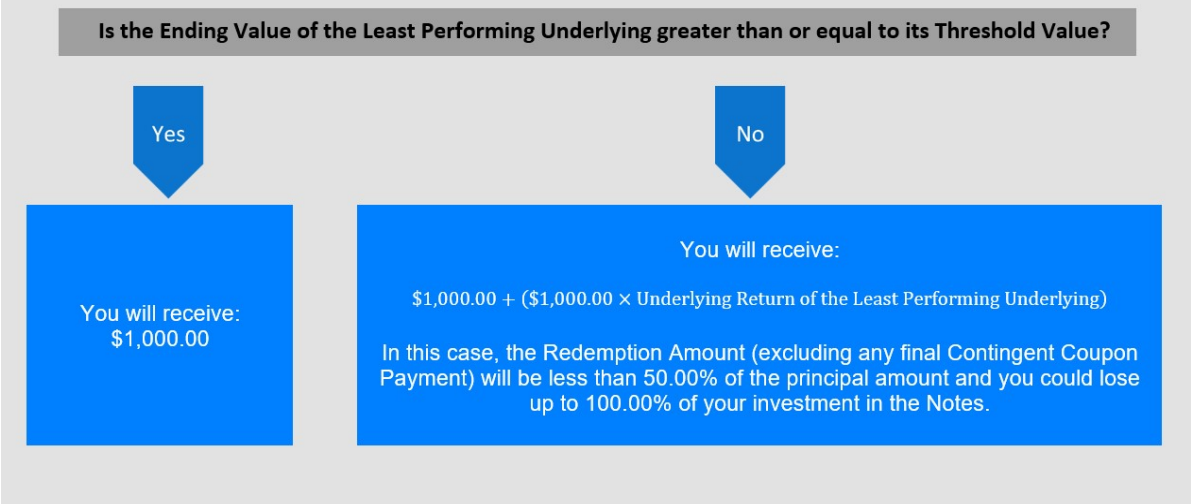 Is the Ending Value of the Least Performing Underlying greater than or equal to its Threshold Value?
Yes
No
You will receive:
$1,000.00
You will receive:
$1,000.00 + ($1,000.00 × Underlying Return of the Least Performing Underlying)
In this case, the Redemption Amount (excluding any final Contingent Coupon
Payment) will be less than 50.00% of the principal amount and you could lose
up to 100.00% of your investment in the Notes.